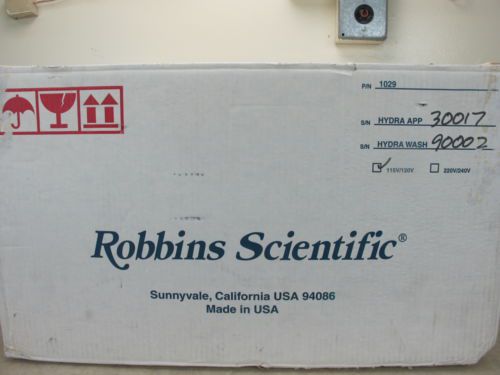 P/N 1029
S/N HYDRA APP 30017
S/N HYDRA WASH 90002
115V/120V 220V/240V
Robbins Scientific®
Sunnyvale, California USA 94086
Made in USA